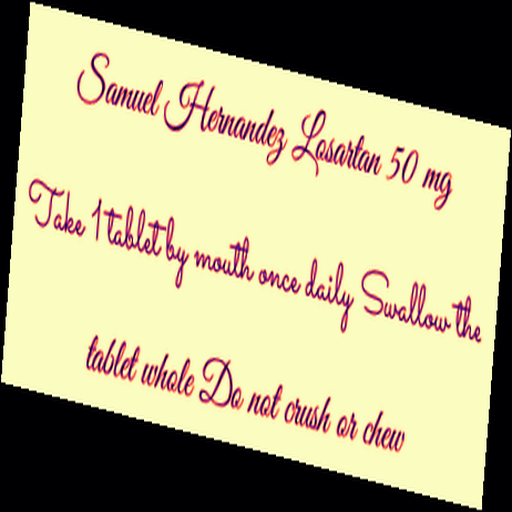 Samuel Hernandez Losartan 50 mg
Take 1 tablet by mouth once daily Swallow the
tablet whole Do not crush or chew